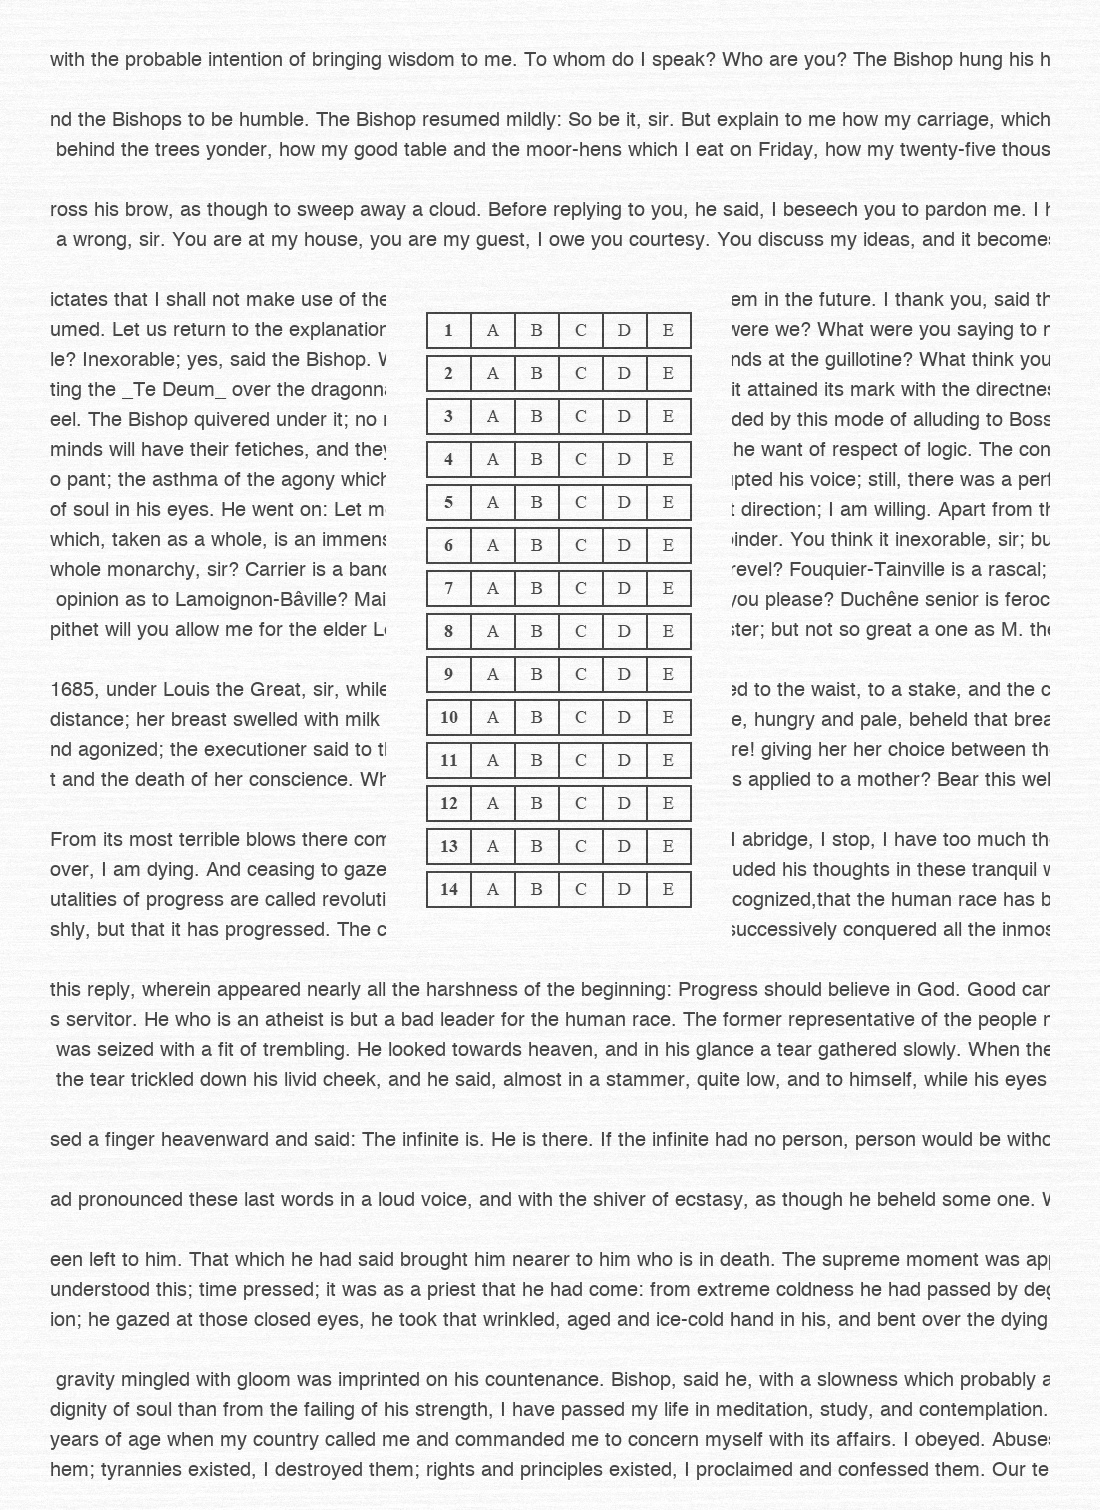 with the probable intention of bringing wisdom to me. To whom do I speak? Who are you? The Bishop hung his h
nd the Bishops to be humble. The Bishop resumed mildly: So be it, sir. But explain to me how my carriage, which
behind the trees yonder, how my good table and the moor-hens which I eat on Friday, how my twenty-five thous
ross his brow, as though to sweep away a cloud. Before replying to you, he said, I beseech you to pardon me. I h
a wrong, sir. You are at my house, you are my guest, I owe you courtesy. You discuss my ideas, and it becomes
ictates that I shall not make use of the
umed. Let us return to the explanation
le? Inexorable; yes, said the Bishop.
ting the _Te Deum_ over the dragonna
eel. The Bishop quivered under it; no
minds will have their fetiches, and they
o pant; the asthma of the agony which
of soul in his eyes. He went on: Let m
which, taken as a whole, is an immens
whole monarchy, sir? Carrier is a band
opinion as to Lamoignon-Bâville? Mai
pithet will you allow me for the elder Le
1685, under Louis the Great, sir, while
distance; her breast swelled with milk
nd agonized; the executioner said to th
t and the death of her conscience. Wh
From its most terrible blows there com
over, I am dying. And ceasing to gaze
utalities of progress are called revoluti
shly, but that it has progressed. The c
1 A B C D E
2 A B C D E
3 A B C D E
4 A B C D E
5 A B C D E
6 A B C D E
7 A B C D E
8 A B C D E
9 A B C D E
10 A B C D E
11 A B C D E
12 A B C D E
13 A B C D E
14 A B C D E
em in the future. I thank you, said th
were we? What were you saying to m
nds at the guillotine? What think you
it attained its mark with the directnes
ded by this mode of alluding to Boss
he want of respect of logic. The con
upted his voice; still, there was a perf
t direction; I am willing. Apart from th
inder. You think it inexorable, sir; bu
revel? Fouquier-Tainville is a rascal;
you please? Duchêne senior is feroc
ster; but not so great a one as M. the
ed to the waist, to a stake, and the c
e, hungry and pale, beheld that brea
re! giving her her choice between the
s applied to a mother? Bear this wel
I abridge, I stop, I have too much the
uded his thoughts in these tranquil w
cognized,that the human race has b
successively conquered all the inmos
this reply, wherein appeared nearly all the harshness of the beginning: Progress should believe in God. Good can
s servitor. He who is an atheist is but a bad leader for the human race. The former representative of the people n
was seized with a fit of trembling. He looked towards heaven, and in his glance a tear gathered slowly. When the
the tear trickled down his livid cheek, and he said, almost in a stammer, quite low, and to himself, while his eyes
sed a finger heavenward and said: The infinite is. He is there. If the infinite had no person, person would be witho
ad pronounced these last words in a loud voice, and with the shiver of ecstasy, as though he beheld some one. W
een left to him. That which he had said brought him nearer to him who is in death. The supreme moment was app
understood this; time pressed; it was as a priest that he had come: from extreme coldness he had passed by deg
ion; he gazed at those closed eyes, he took that wrinkled, aged and ice-cold hand in his, and bent over the dying
gravity mingled with gloom was imprinted on his countenance. Bishop, said he, with a slowness which probably a
dignity of soul than from the failing of his strength, I have passed my life in meditation, study, and contemplation.
years of age when my country called me and commanded me to concern myself with its affairs. I obeyed. Abuses
hem; tyrannies existed, I destroyed them; rights and principles existed, I proclaimed and confessed them. Our te